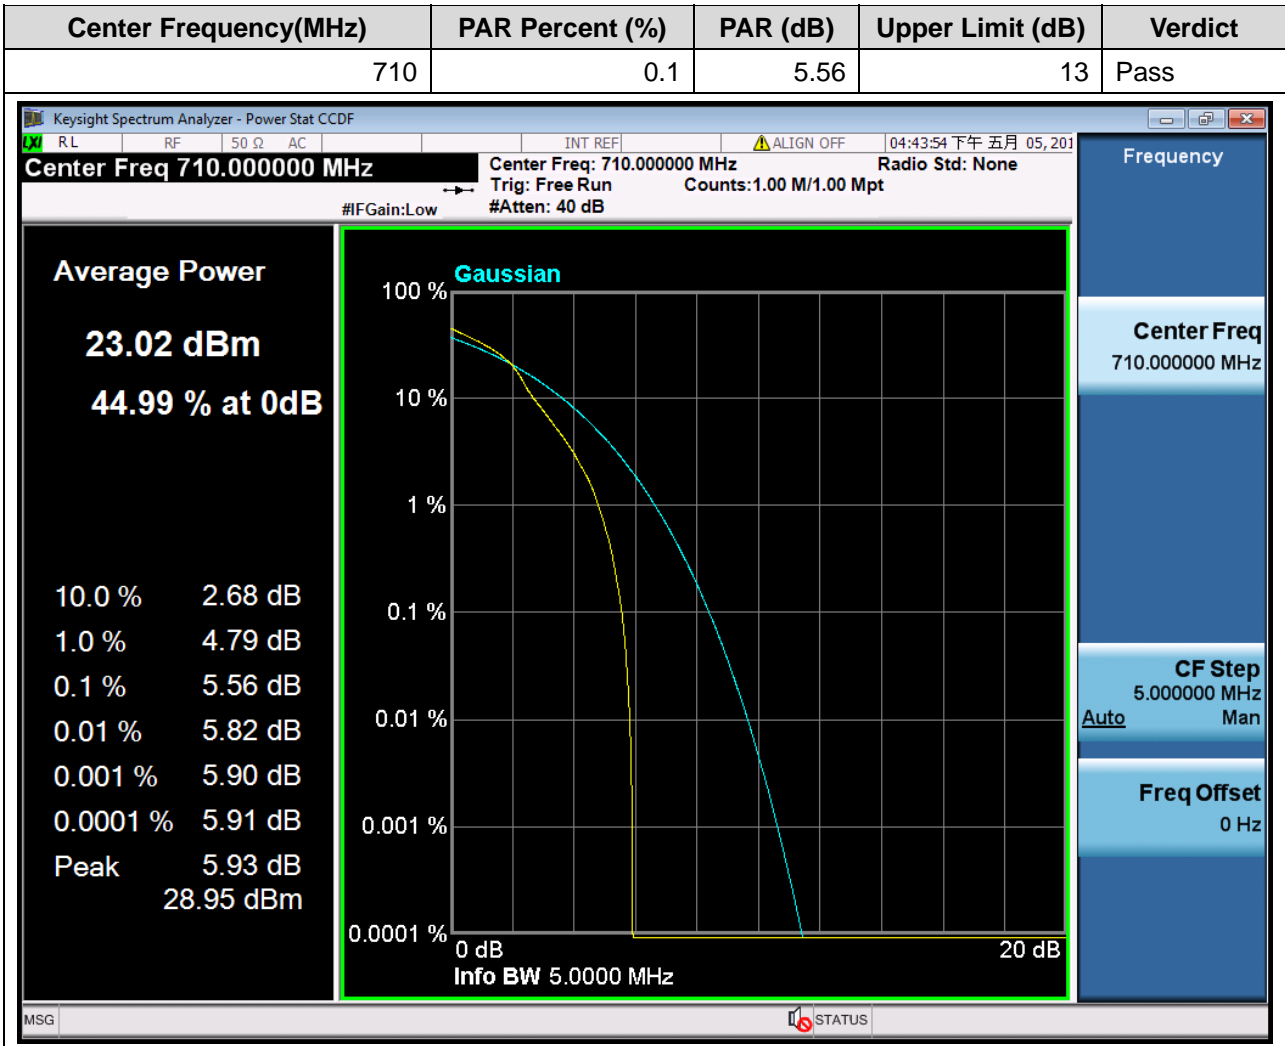 Center Frequency(MHz) PAR Percent (%) PAR (dB) Upper Limit (dB) Verdict
710 0.1 5.56 13 Pass
Keysight Spectrum Analyzer - Power Stat CCDF
LXI RL RF 50 Ω AC INT REF ALIGN OFF 04:43:54 下午 五月 05, 201
Center Freq 710.000000 MHz
Center Freq: 710.000000 MHz Radio Std: None
Trig: Free Run Counts:1.00 M/1.00 Mpt
#IFGain:Low #Atten: 40 dB
Frequency
Average Power
23.02 dBm
44.99 % at 0dB
10.0 % 2.68 dB
1.0 % 4.79 dB
0.1 % 5.56 dB
0.01 % 5.82 dB
0.001 % 5.90 dB
0.0001 % 5.91 dB
Peak 5.93 dB
28.95 dBm
Gaussian
100 %
10 %
1 %
0.1 %
0.01 %
0.001 %
0.0001 %
0 dB 20 dB
Info BW 5.0000 MHz
Center Freq
710.000000 MHz
CF Step
5.000000 MHz
Auto Man
Freq Offset
0 Hz
MSG STATUS